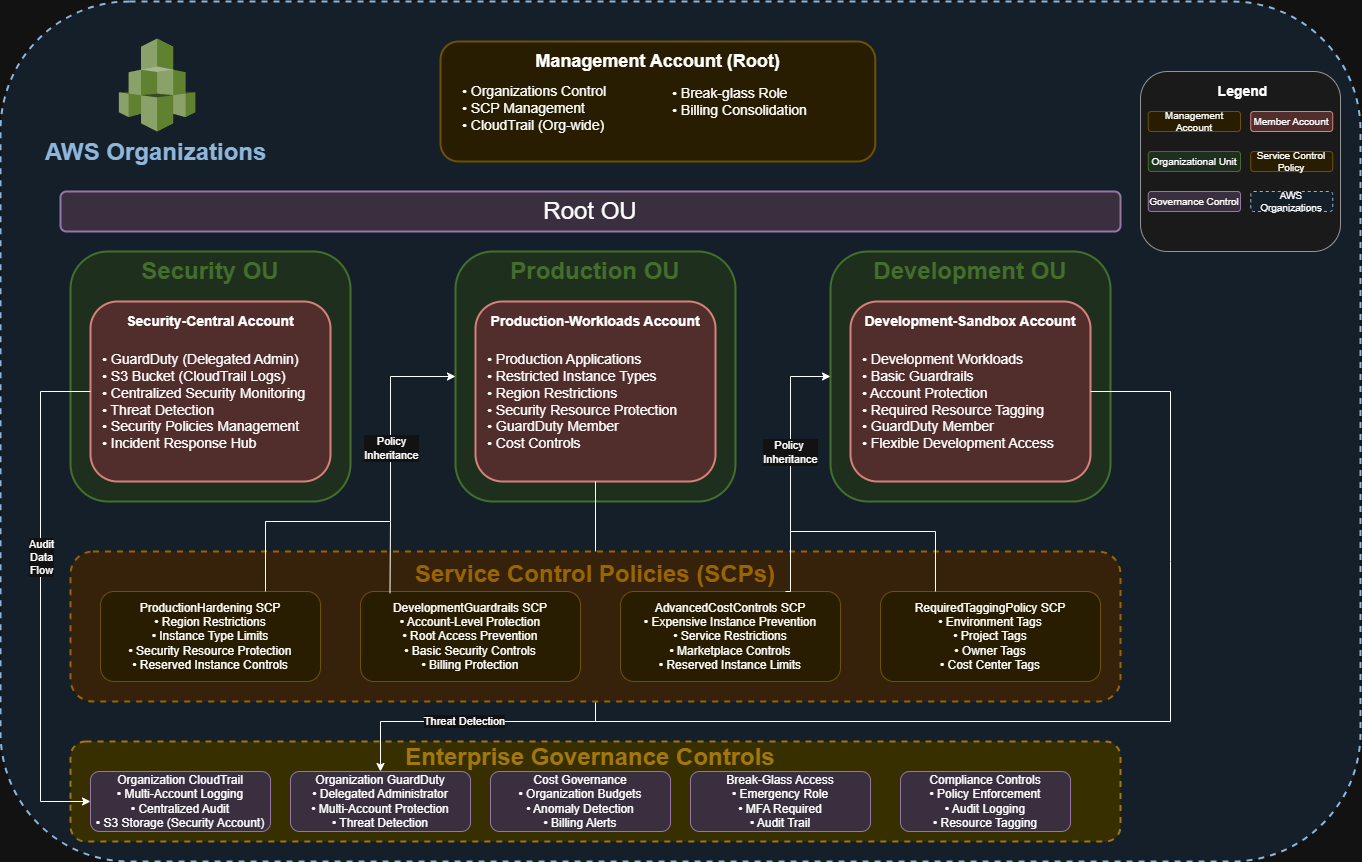 AWS Organizations
Management Account (Root)
• Organizations Control
• SCP Management
• CloudTrail (Org-wide)
• Break-glass Role
• Billing Consolidation
Legend
Management
Account
Member Account
Organizational Unit
Service Control
Policy
Governance Control
AWS
Organizations
Root OU
Security OU
Security-Central Account
• GuardDuty (Delegated Admin)
• S3 Bucket (CloudTrail Logs)
• Centralized Security Monitoring
• Threat Detection
• Security Policies Management
• Incident Response Hub
Production OU
Production-Workloads Account
• Production Applications
• Restricted Instance Types
• Region Restrictions
• Security Resource Protection
• GuardDuty Member
• Cost Controls
Development OU
Development-Sandbox Account
• Development Workloads
• Basic Guardrails
• Account Protection
• Required Resource Tagging
• GuardDuty Member
• Flexible Development Access
Policy
Inheritance
Policy
Inheritance
Audit
Data
Flow
Service Control Policies (SCPs)
ProductionHardening SCP
• Region Restrictions
• Instance Type Limits
• Security Resource Protection
• Reserved Instance Controls
DevelopmentGuardrails SCP
• Account-Level Protection
• Root Access Prevention
• Basic Security Controls
• Billing Protection
AdvancedCostControls SCP
• Expensive Instance Prevention
• Service Restrictions
• Marketplace Controls
• Reserved Instance Limits
RequiredTaggingPolicy SCP
• Environment Tags
• Project Tags
• Owner Tags
• Cost Center Tags
Threat Detection
Enterprise Governance Controls
Organization CloudTrail
• Multi-Account Logging
• Centralized Audit
• S3 Storage (Security Account)
Organization GuardDuty
• Delegated Administrator
• Multi-Account Protection
• Threat Detection
Cost Governance
• Organization Budgets
• Anomaly Detection
• Billing Alerts
Break-Glass Access
• Emergency Role
• MFA Required
• Audit Trail
Compliance Controls
• Policy Enforcement
• Audit Logging
• Resource Tagging